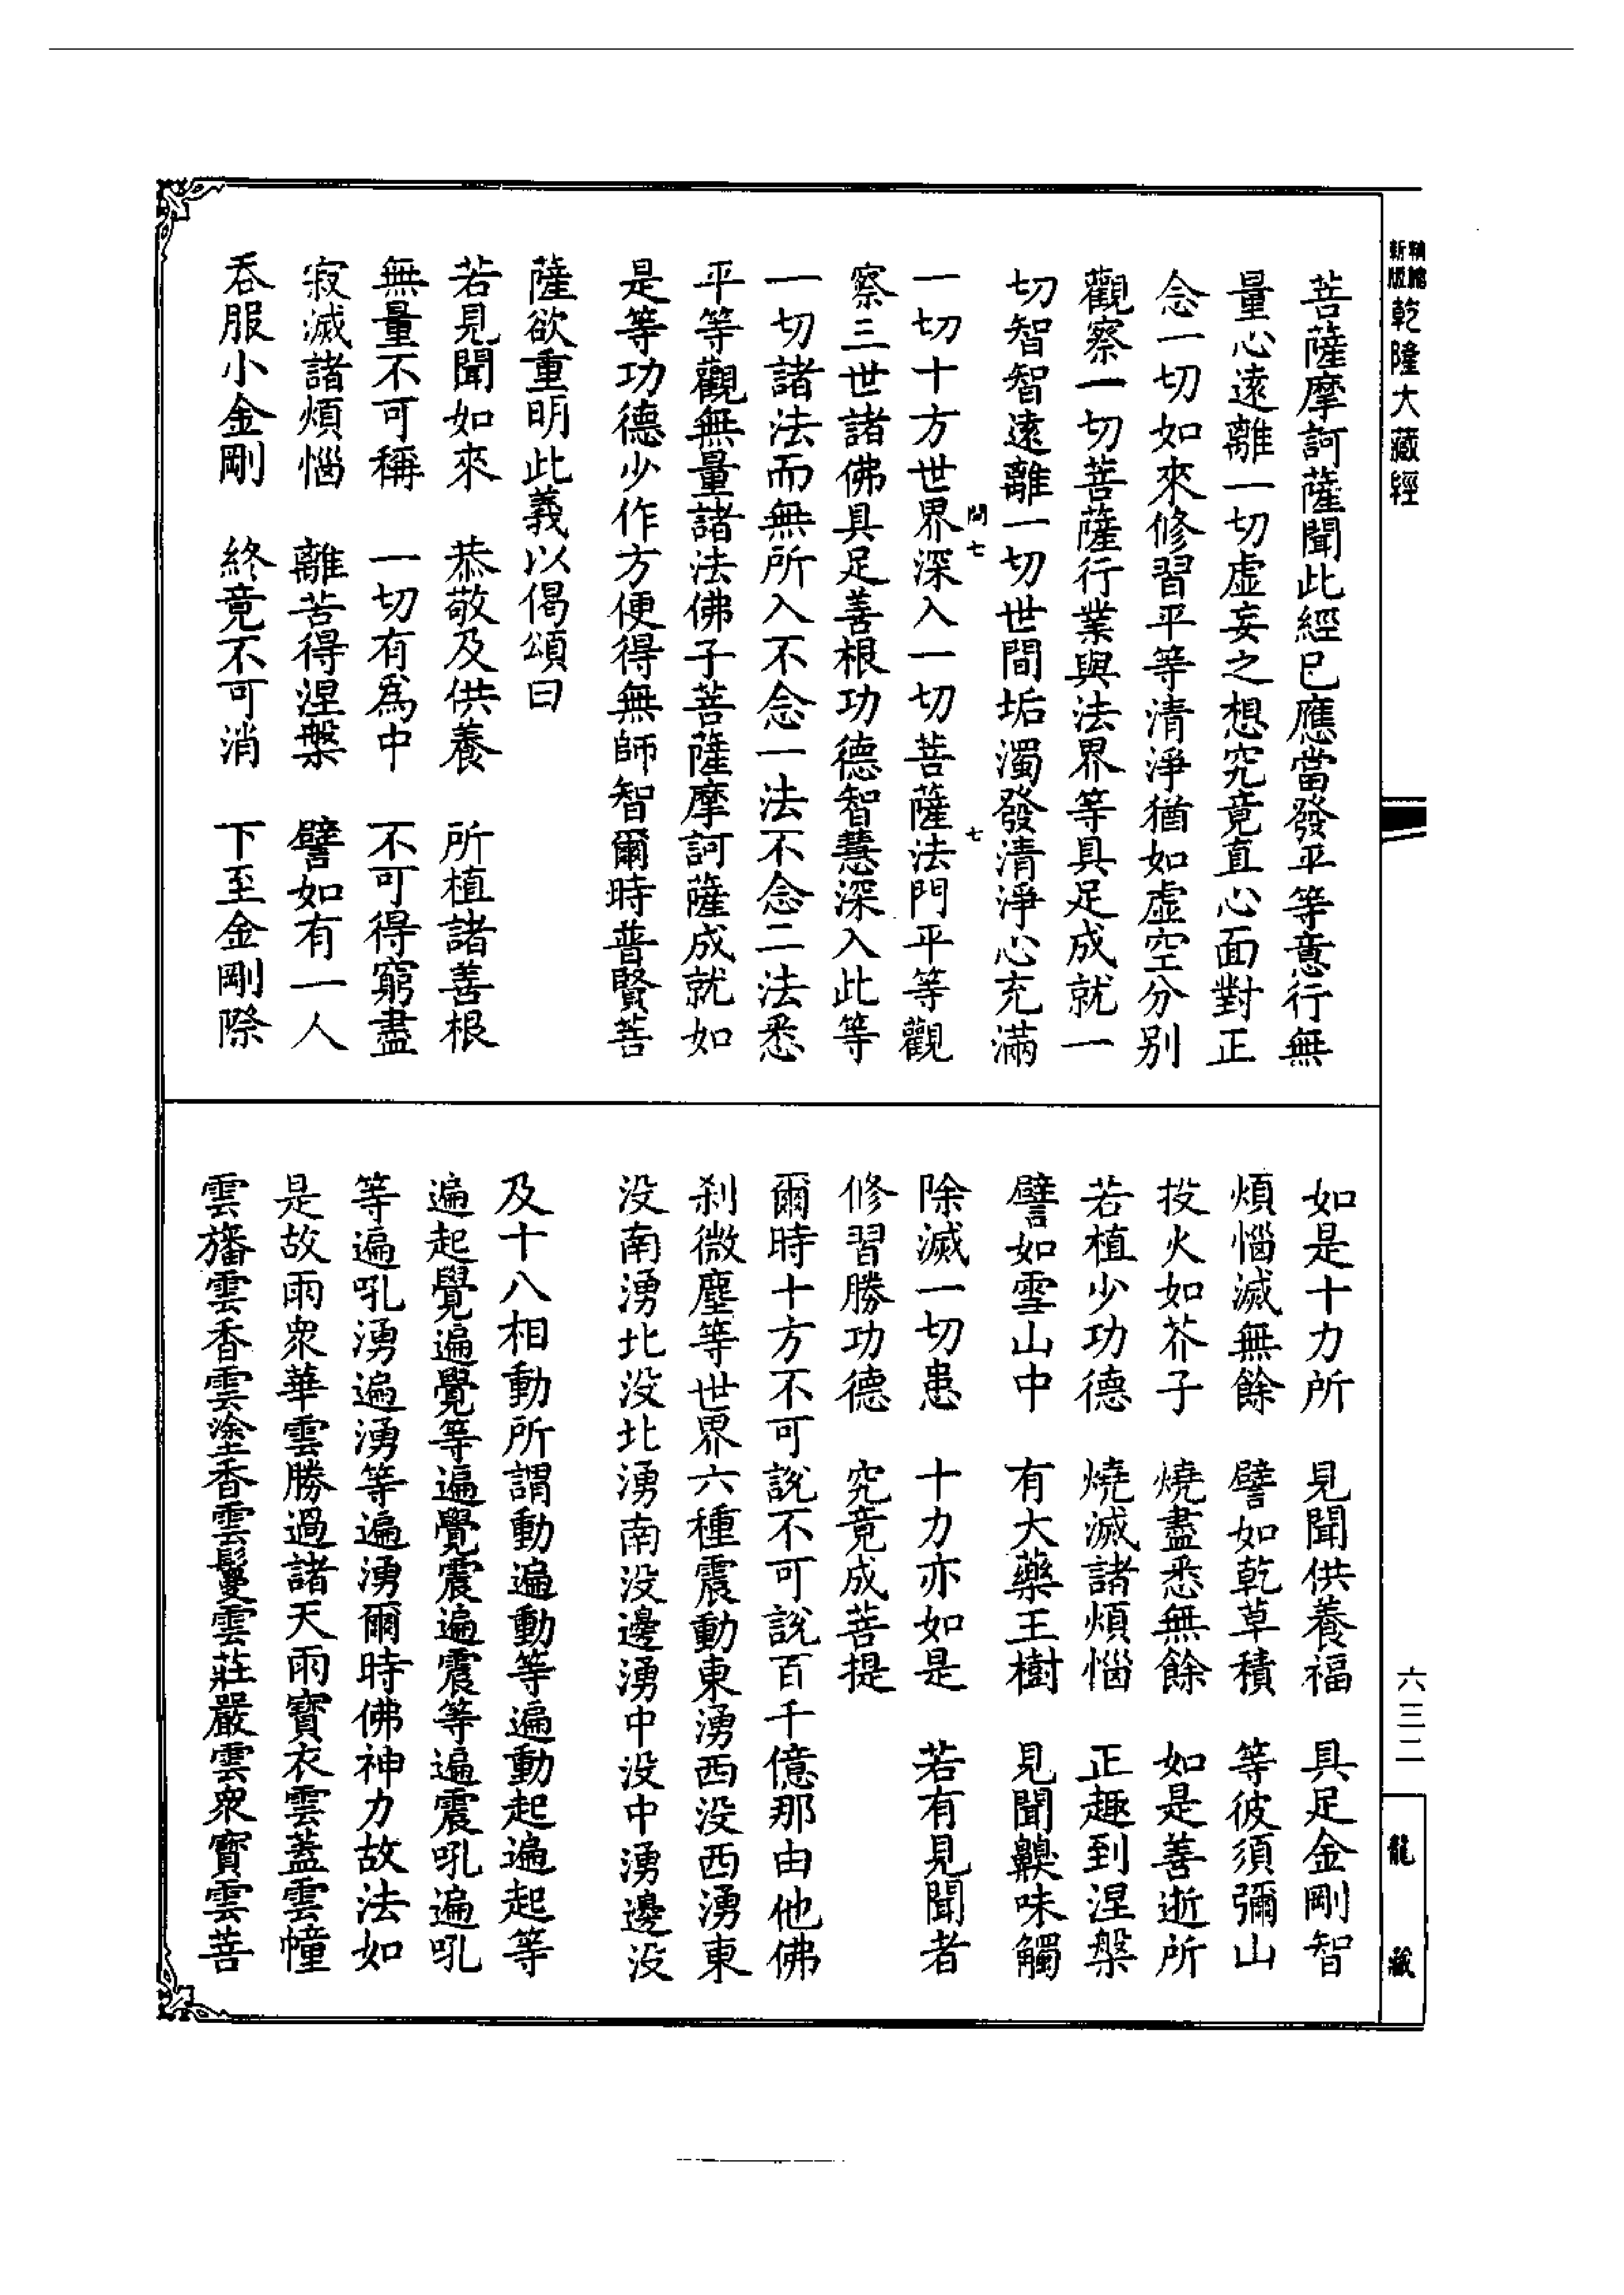 精縮新版乾隆大藏經
菩薩摩訶薩聞此經已應當發平等意行無
量心遠離一切虛妄之想究竟直心面對正
念一切如來修習平等清淨猶如虛空分別
觀察一切菩薩行業與法界等具足成就一
切智智遠離一切世間垢濁發清淨心充滿
問七
七
一切十方世界深入一切菩薩法門平等觀
察三世諸佛具足善根功德智慧深入此等
一切諸法而無所入不念一法不念二法悉
平等觀無量諸法佛子菩薩摩訶薩成就如
是等功德少作方便得無師智爾時普賢菩
薩欲重明此義以偈頌曰
若見聞如來 恭敬及供養 所植諸善根
無量不可稱 一切有為中 不可得窮盡
寂滅諸煩惱 離苦得涅槃 譬如有一人
吞服小金剛 終竟不可消 下至金剛際
如是十力所 見聞供養福 具足金剛智
煩惱滅無餘 譬如乾草積 等彼須彌山
投火如芥子 燒盡悉無餘 如是善逝所
若植少功德 燒滅諸煩惱 正趣到涅槃
譬如雪山中 有大藥王樹 見聞齅味觸
除滅一切患 十力亦如是 若有見聞者
修習勝功德 究竟成菩提
爾時十方不可說不可說百千億那由他佛
剎微塵等世界六種震動東湧西沒西湧東
沒南湧北沒北湧南沒邊湧中沒中湧邊沒
及十八相動所謂動遍動等遍動起遍起等
遍起覺遍覺等遍覺震遍震等遍震吼遍吼
等遍吼湧遍湧等遍湧爾時佛神力故法如
是故雨眾華雲勝過諸天雨寶衣雲蓋雲幢
雲旛雲香雲塗香雲鬘雲莊嚴雲眾寶雲菩
六三二
龍藏